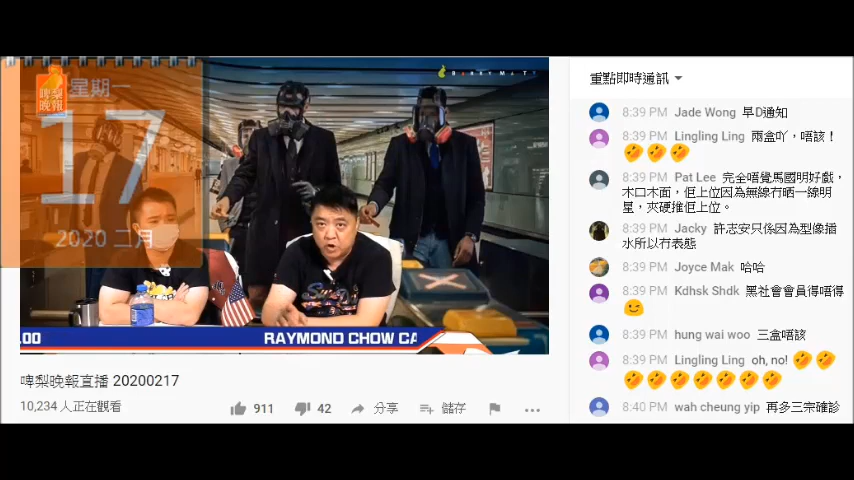 星期一
啤梨
晚報
17
2020 二月
.00
RAYMOND CHOW CA
啤梨晚報直播 20200217
10,234 人正在觀看
911
42
分享
儲存
重點即時通訊
8:39 PM Jade Wong 早D通知
8:39 PM Lingling Ling 兩盒吖,唔該!
8:39 PM Pat Lee 完全唔覺馬國明好戲,
木口木面,佢上位因為無線冇晒一線明
星,夾硬推佢上位。
8:39 PM Jacky 許志安只係因為型像插
水所以冇表態
8:39 PM Joyce Mak 哈哈
8:39 PM Kdhsk Shdk 黑社會會員得唔得
8:39 PM hung wai woo 三盒唔該
8:39 PM Lingling Ling oh, no!
8:40 PM wah cheung yip 再多三宗確診